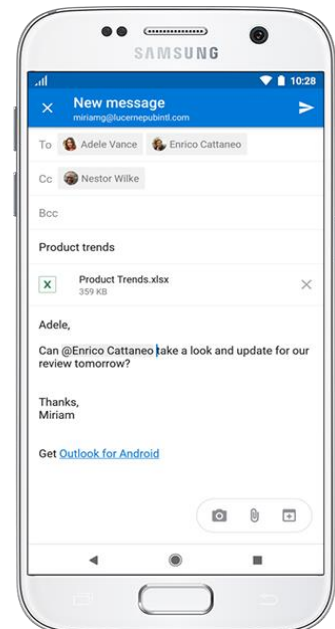 SAMSUNG
10:28
New message
miriamg@lucernepubintl.com
To Adele Vance Enrico Cattaneo
Cc Nestor Wilke
Bcc
Product trends
X Product Trends.xlsx
359 KB
Adele,
Can @Enrico Cattaneo take a look and update for our
review tomorrow?
Thanks,
Miriam
Get Outlook for Android